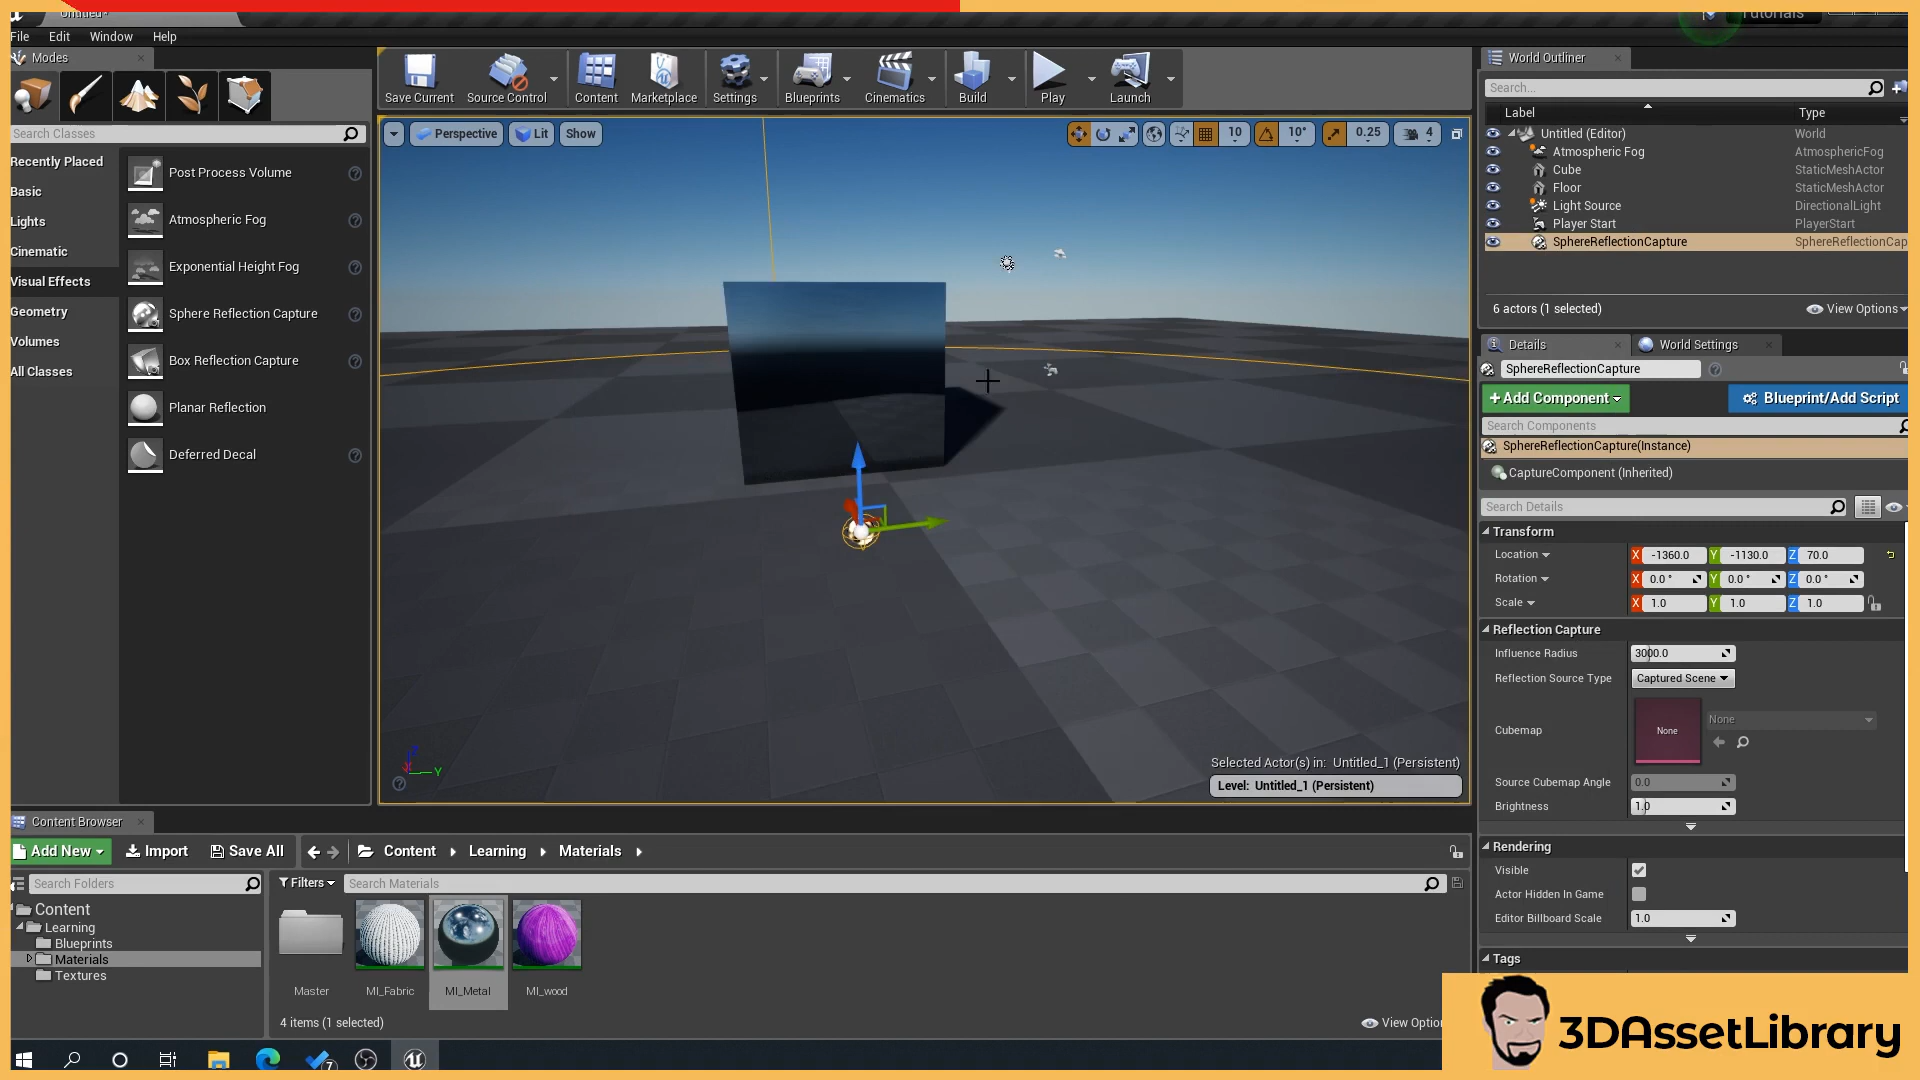 Untitled*
Tutorials
File Edit Window Help
Modes
World Outliner
Save Current Source Control Content Marketplace Settings Blueprints Cinematics Build Play Launch
Search...
Label Type
Search Classes
Perspective Lit Show
10 10° 0.25 4
Untitled (Editor) World
Atmospheric Fog AtmosphericFog
Cube StaticMeshActor
Floor StaticMeshActor
Light Source DirectionalLight
Player Start PlayerStart
SphereReflectionCapture SphereReflectionCap
6 actors (1 selected) View Options
Recently Placed
Basic
Lights
Cinematic
Visual Effects
Geometry
Volumes
All Classes
Post Process Volume
Atmospheric Fog
Exponential Height Fog
Sphere Reflection Capture
Box Reflection Capture
Planar Reflection
Deferred Decal
Details World Settings
SphereReflectionCapture
+Add Component Blueprint/Add Script
Search Components
SphereReflectionCapture(Instance)
CaptureComponent (Inherited)
Search Details
Transform
Location X -1360.0 Y -1130.0 Z 70.0
Rotation X 0.0 ° Y 0.0 ° Z 0.0 °
Scale X 1.0 Y 1.0 Z 1.0
Reflection Capture
Influence Radius 3000.0
Reflection Source Type Captured Scene
Cubemap None None
Source Cubemap Angle 0.0
Brightness 1.0
Rendering
Visible
Actor Hidden In Game
Editor Billboard Scale 1.0
Tags
Z
X
Y
Selected Actor(s) in: Untitled_1 (Persistent)
Level: Untitled_1 (Persistent)
Content Browser
Add New Import Save All Content Learning Materials
Search Folders
Filters Search Materials
Content
Learning
Blueprints
Materials
Textures
Master MI_Fabric MI_Metal MI_wood
4 items (1 selected) View Option
7
3DAssetLibrary